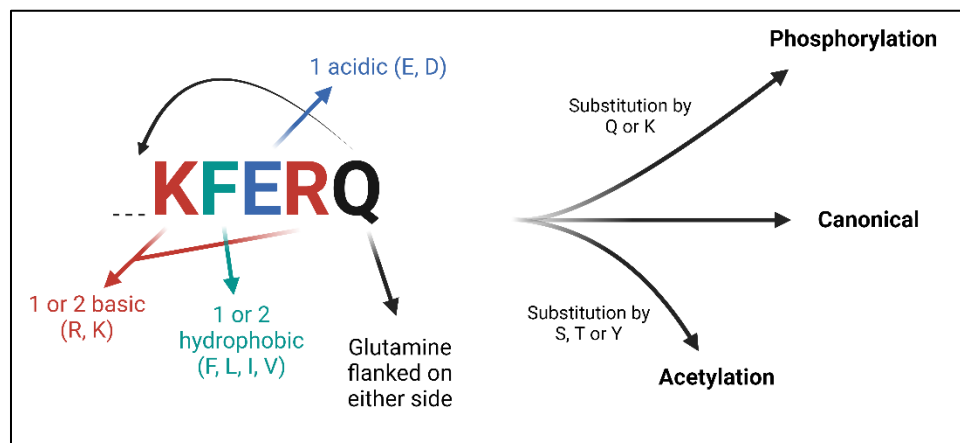 1 acidic (E, D)
KFERQ
1 or 2 basic
(R, K)
1 or 2
hydrophobic
(F, L, I, V)
Glutamine
flanked on
either side
Phosphorylation
Substitution by
Q or K
Canonical
Substitution by
S, T or Y
Acetylation